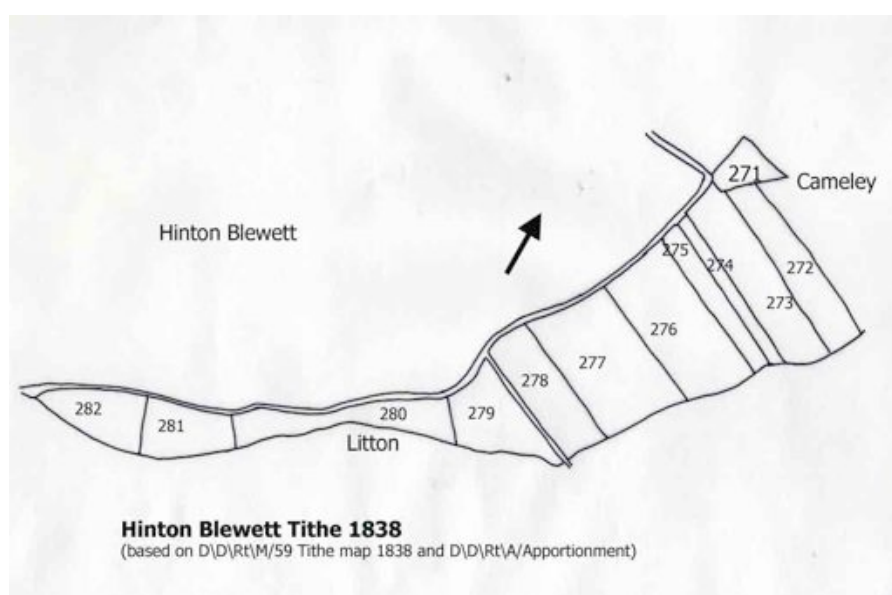 271
Cameley
Hinton Blewett
275
274
272
273
276
277
278
282
281
280
279
Litton
Hinton Blewett Tithe 1838
(based on D\D\Rt\M/59 Tithe map 1838 and D\D\Rt\A/Apportionment)